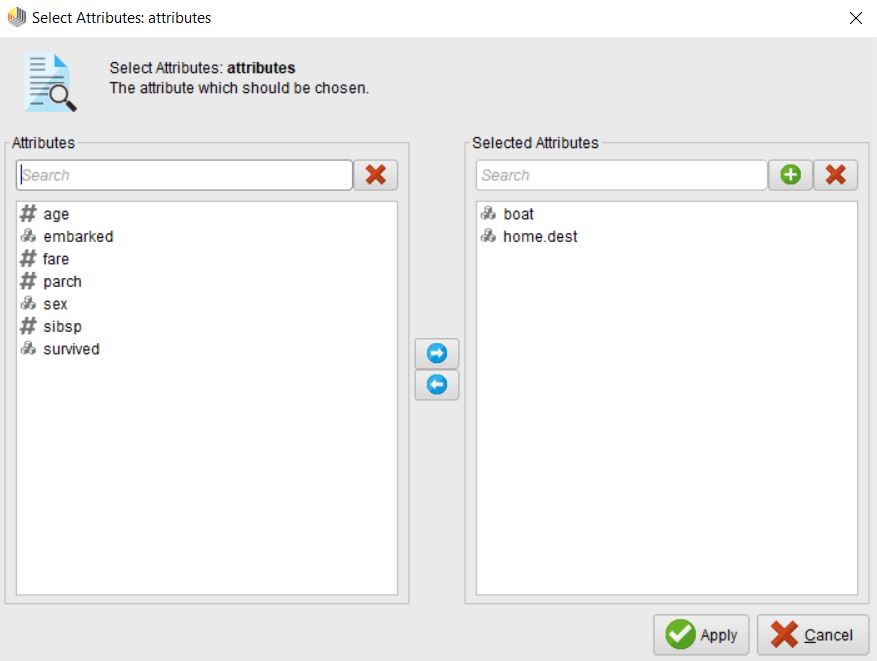 Select Attributes: attributes
Select Attributes: attributes
The attribute which should be chosen.
Attributes
Search
# age
embarked
# fare
# parch
sex
# sibsp
survived
Selected Attributes
Search
boat
home.dest
Apply
Cancel